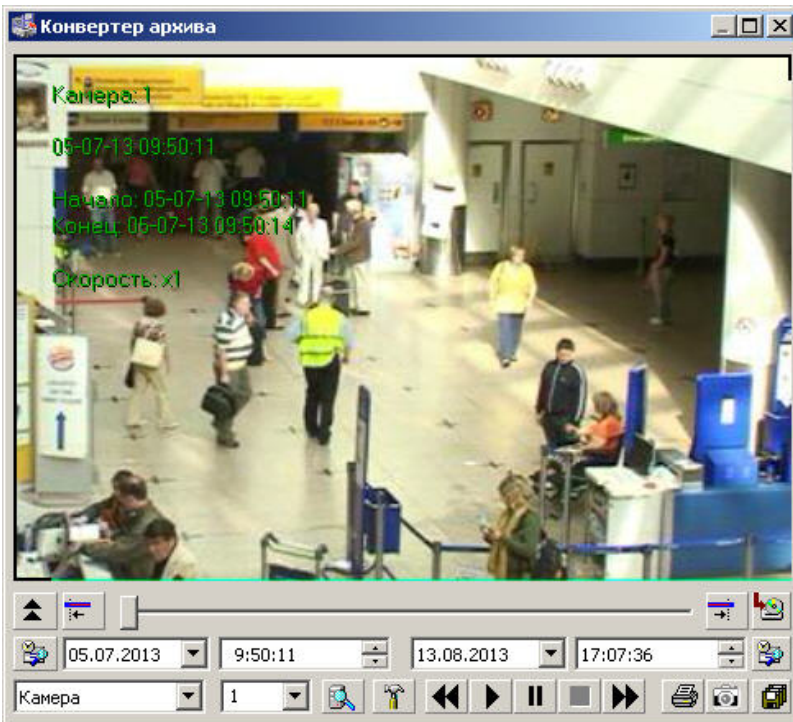 Конвертер архива
Камера: 1
05-07-13 09:50:11
Начало: 05-07-13 09:50:11
Конец: 05-07-13 09:50:14
Скорость: x1
05.07.2013 9:50:11 13.08.2013 17:07:36
Камера 1